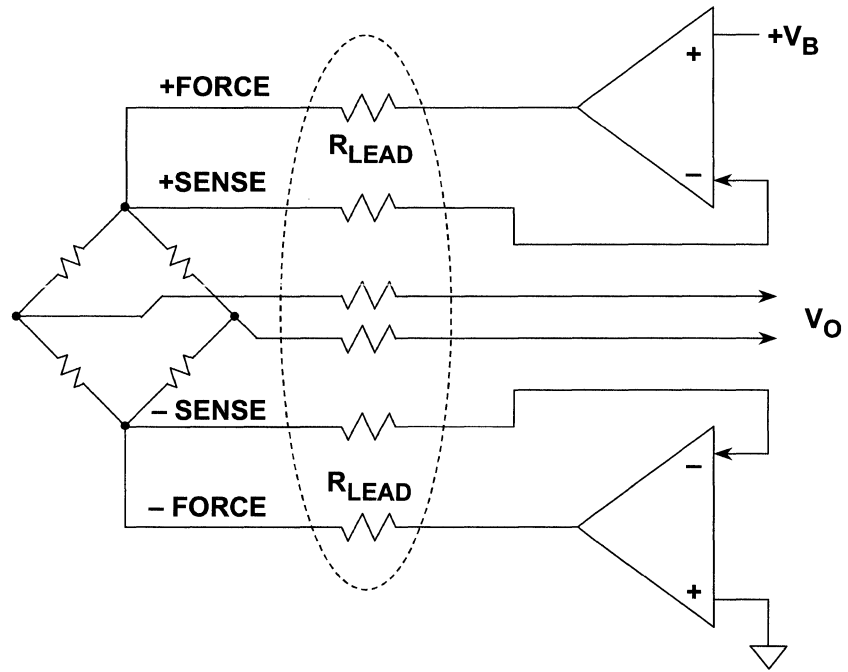 +V_B
+FORCE
+
R_LEAD
+SENSE
–
V_O
– SENSE
–
R_LEAD
– FORCE
+